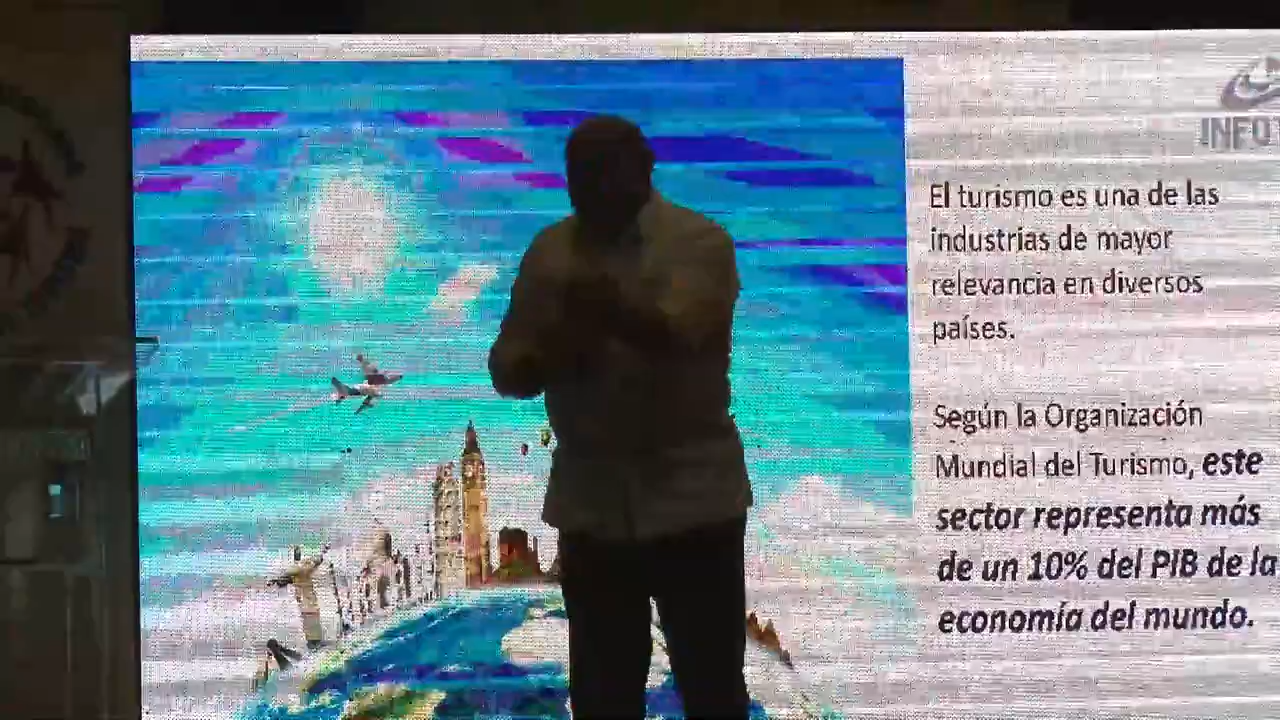 INFO
El turismo es una de las
industrias de mayor
relevancia en diversos
países.
Según la Organización
Mundial del Turismo, este
sector representa más
de un 10% del PIB de la
economía del mundo.